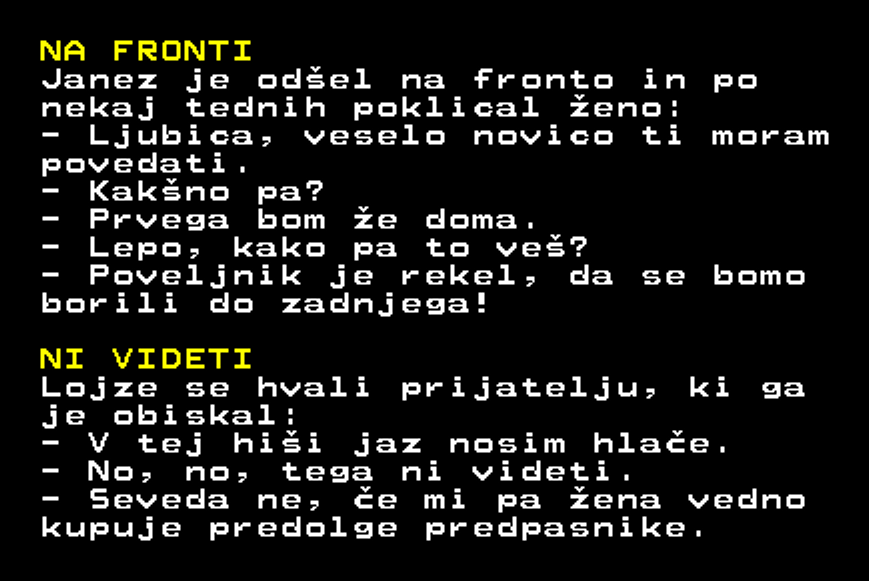 NA FRONTI
Janez je odšel na fronto in po
nekaj tednih poklical ženo:
- Ljubica, veselo novico ti moram
povedati.
- Kakšno pa?
- Prvega bom že doma.
- Lepo, kako pa to veš?
- Poveljnik je rekel, da se bomo
borili do zadnjega!
NI VIDETI
Lojze se hvali prijatelju, ki ga
je obiskal:
- V tej hiši jaz nosim hlače.
- No, no, tega ni videti.
- Seveda ne, če mi pa žena vedno
kupuje predolge predpasnike.